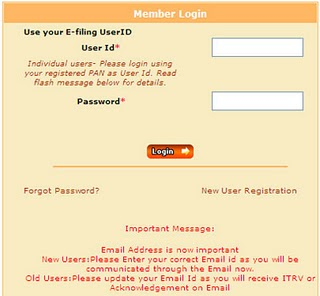 Member Login
Use your E-filing UserID
User Id*
Individual users- Please login using
your registered PAN as User Id. Read
flash message below for details.
Password*
Login
Forgot Password? New User Registration
Important Message:
Email Address is now important
New Users:Please Enter your correct Email id as you will be
communicated through the Email now.
Old Users:Please update your Email Id as you will receive ITRV or
Acknowledgement on Email